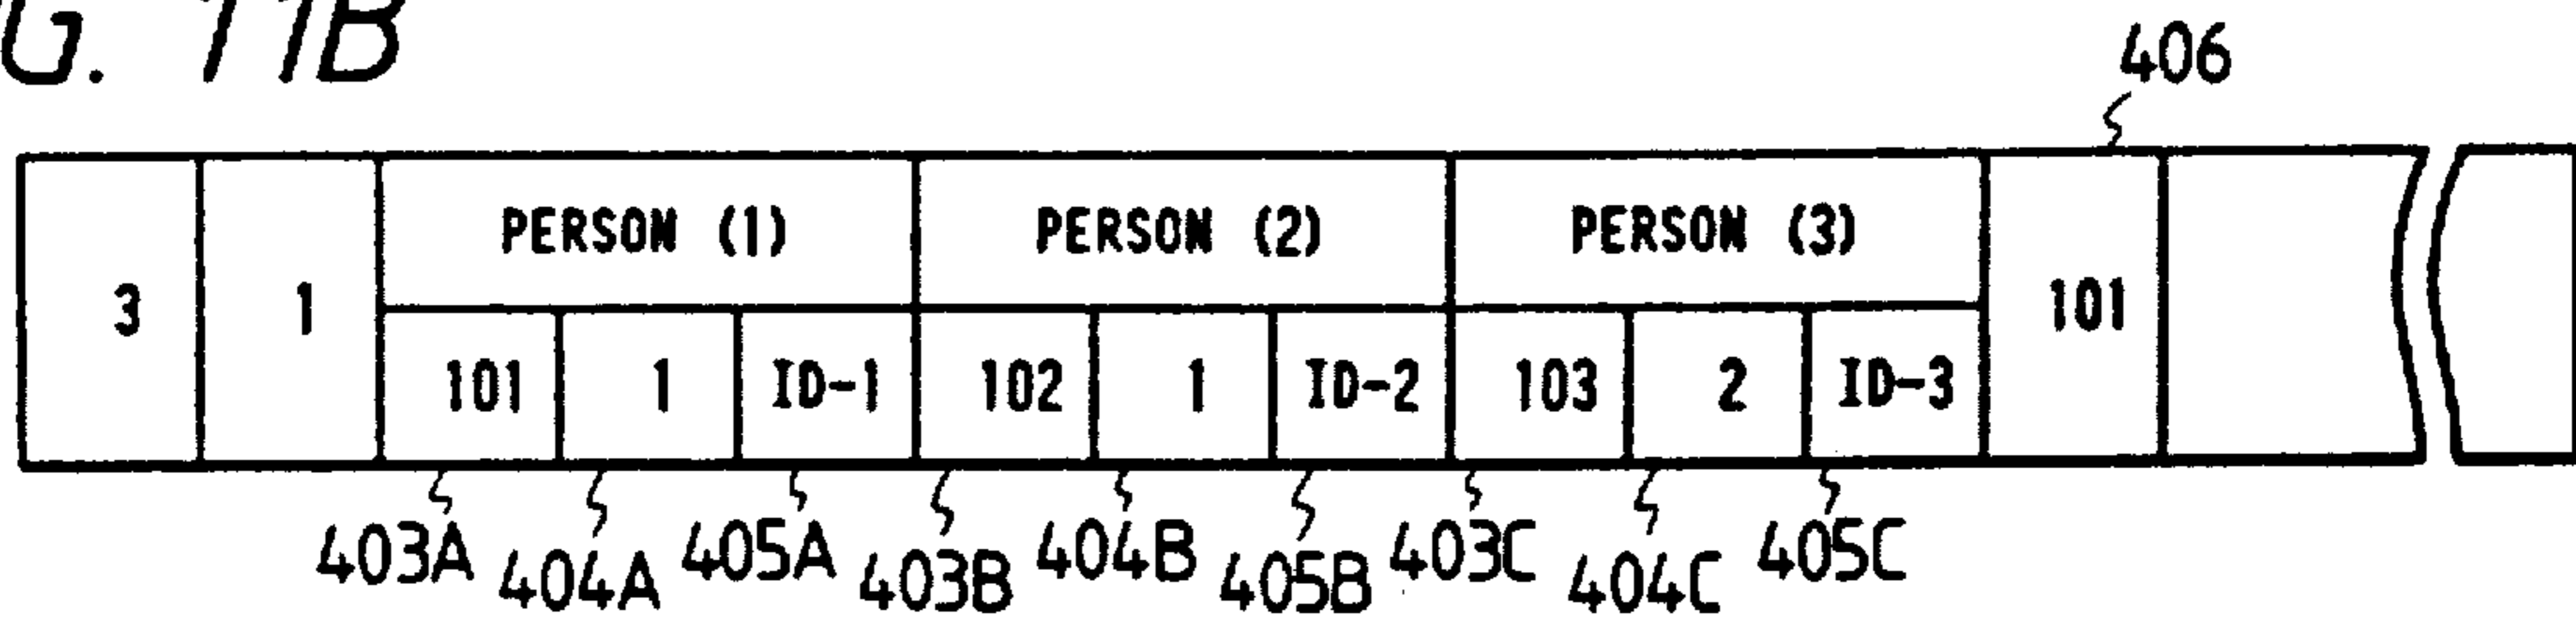 G. 11B
406
PERSON (1) PERSON (2) PERSON (3)
3 1 101
101 1 ID-1 102 1 ID-2 103 2 ID-3
403A 404A 405A 403B 404B 405B 403C 404C 405C